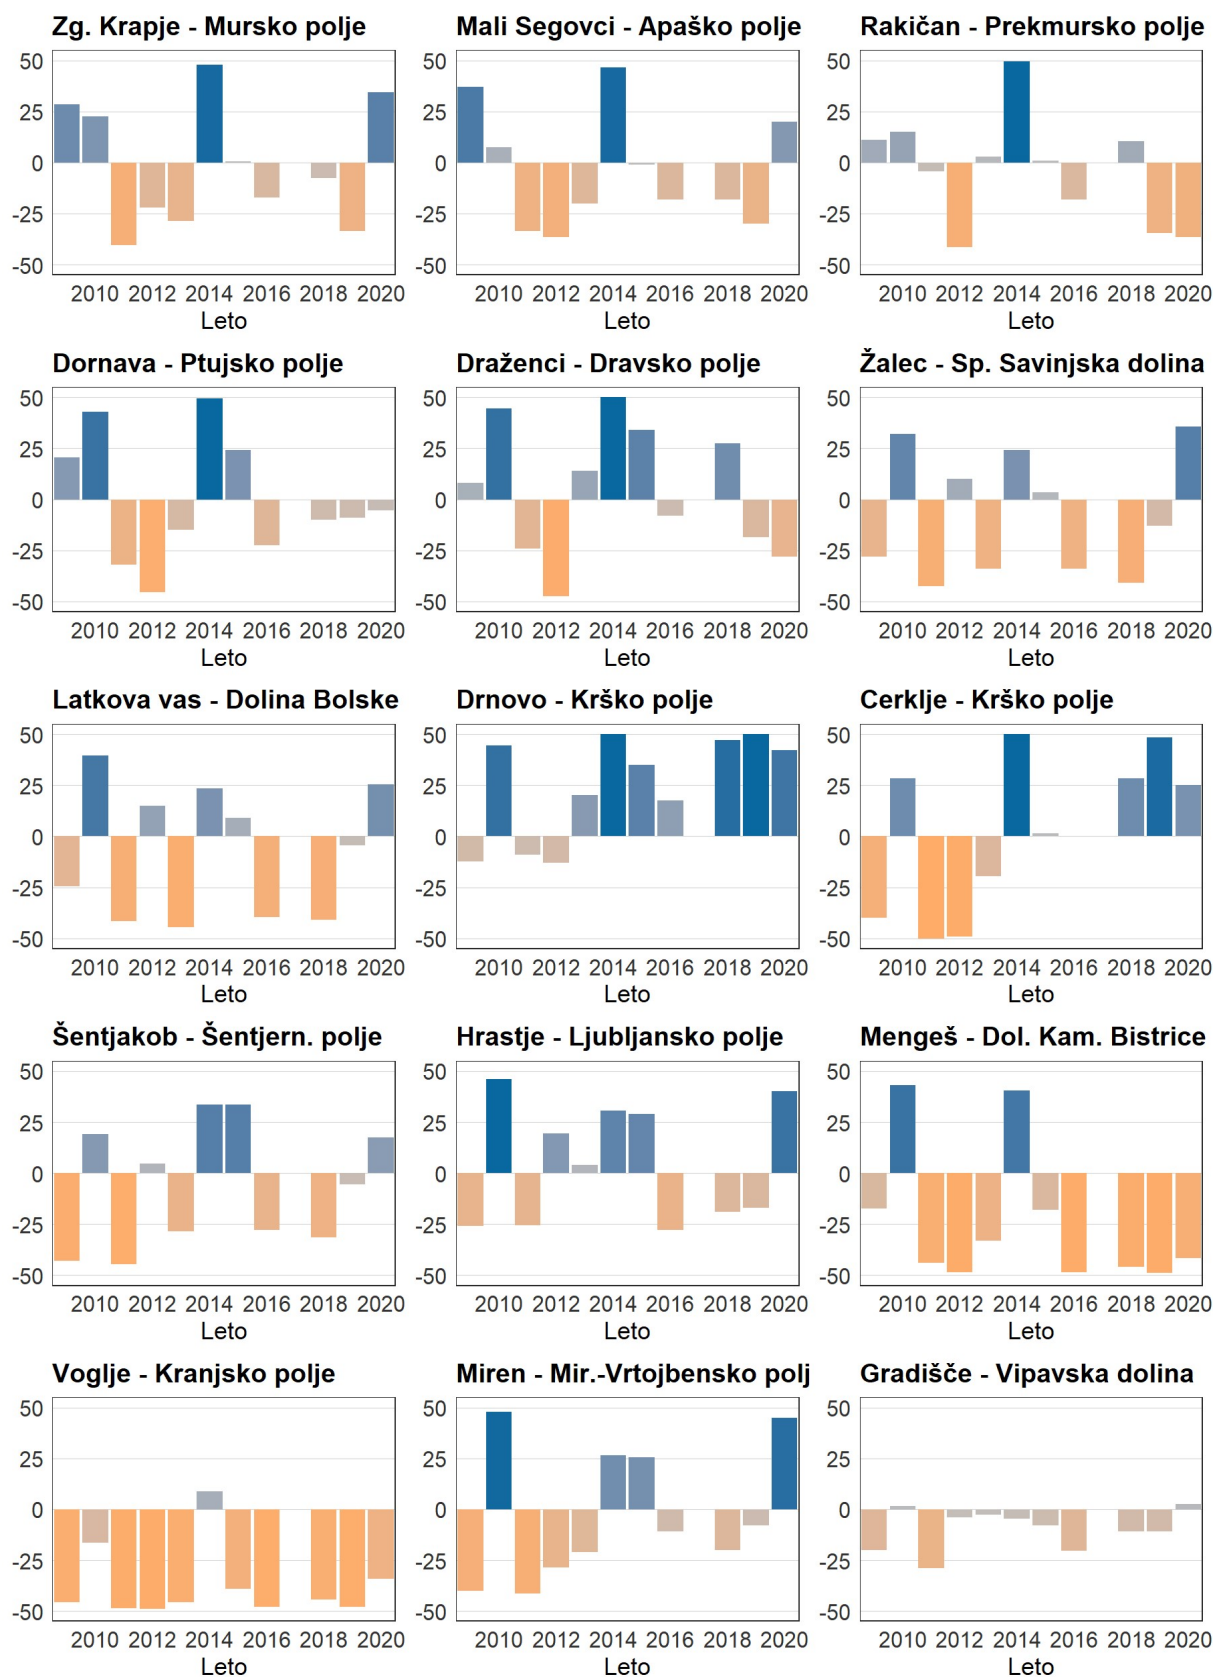 Zg. Krapje - Mursko polje
50
25
0
-25
-50
2010 2012 2014 2016 2018 2020
Leto
Mali Segovci - Apaško polje
50
25
0
-25
-50
2010 2012 2014 2016 2018 2020
Leto
Rakičan - Prekmursko polje
50
25
0
-25
-50
2010 2012 2014 2016 2018 2020
Leto
Dornava - Ptujsko polje
50
25
0
-25
-50
2010 2012 2014 2016 2018 2020
Leto
Draženci - Dravsko polje
50
25
0
-25
-50
2010 2012 2014 2016 2018 2020
Leto
Žalec - Sp. Savinjska dolina
50
25
0
-25
-50
2010 2012 2014 2016 2018 2020
Leto
Latkova vas - Dolina Bolske
50
25
0
-25
-50
2010 2012 2014 2016 2018 2020
Leto
Drnovo - Krško polje
50
25
0
-25
-50
2010 2012 2014 2016 2018 2020
Leto
Cerklje - Krško polje
50
25
0
-25
-50
2010 2012 2014 2016 2018 2020
Leto
Šentjakob - Šentjern. polje
50
25
0
-25
-50
2010 2012 2014 2016 2018 2020
Leto
Hrastje - Ljubljansko polje
50
25
0
-25
-50
2010 2012 2014 2016 2018 2020
Leto
Mengeš - Dol. Kam. Bistrice
50
25
0
-25
-50
2010 2012 2014 2016 2018 2020
Leto
Voglje - Kranjsko polje
50
25
0
-25
-50
2010 2012 2014 2016 2018 2020
Leto
Miren - Mir.-Vrtojbensko polj
50
25
0
-25
-50
2010 2012 2014 2016 2018 2020
Leto
Gradišče - Vipavska dolina
50
25
0
-25
-50
2010 2012 2014 2016 2018 2020
Leto